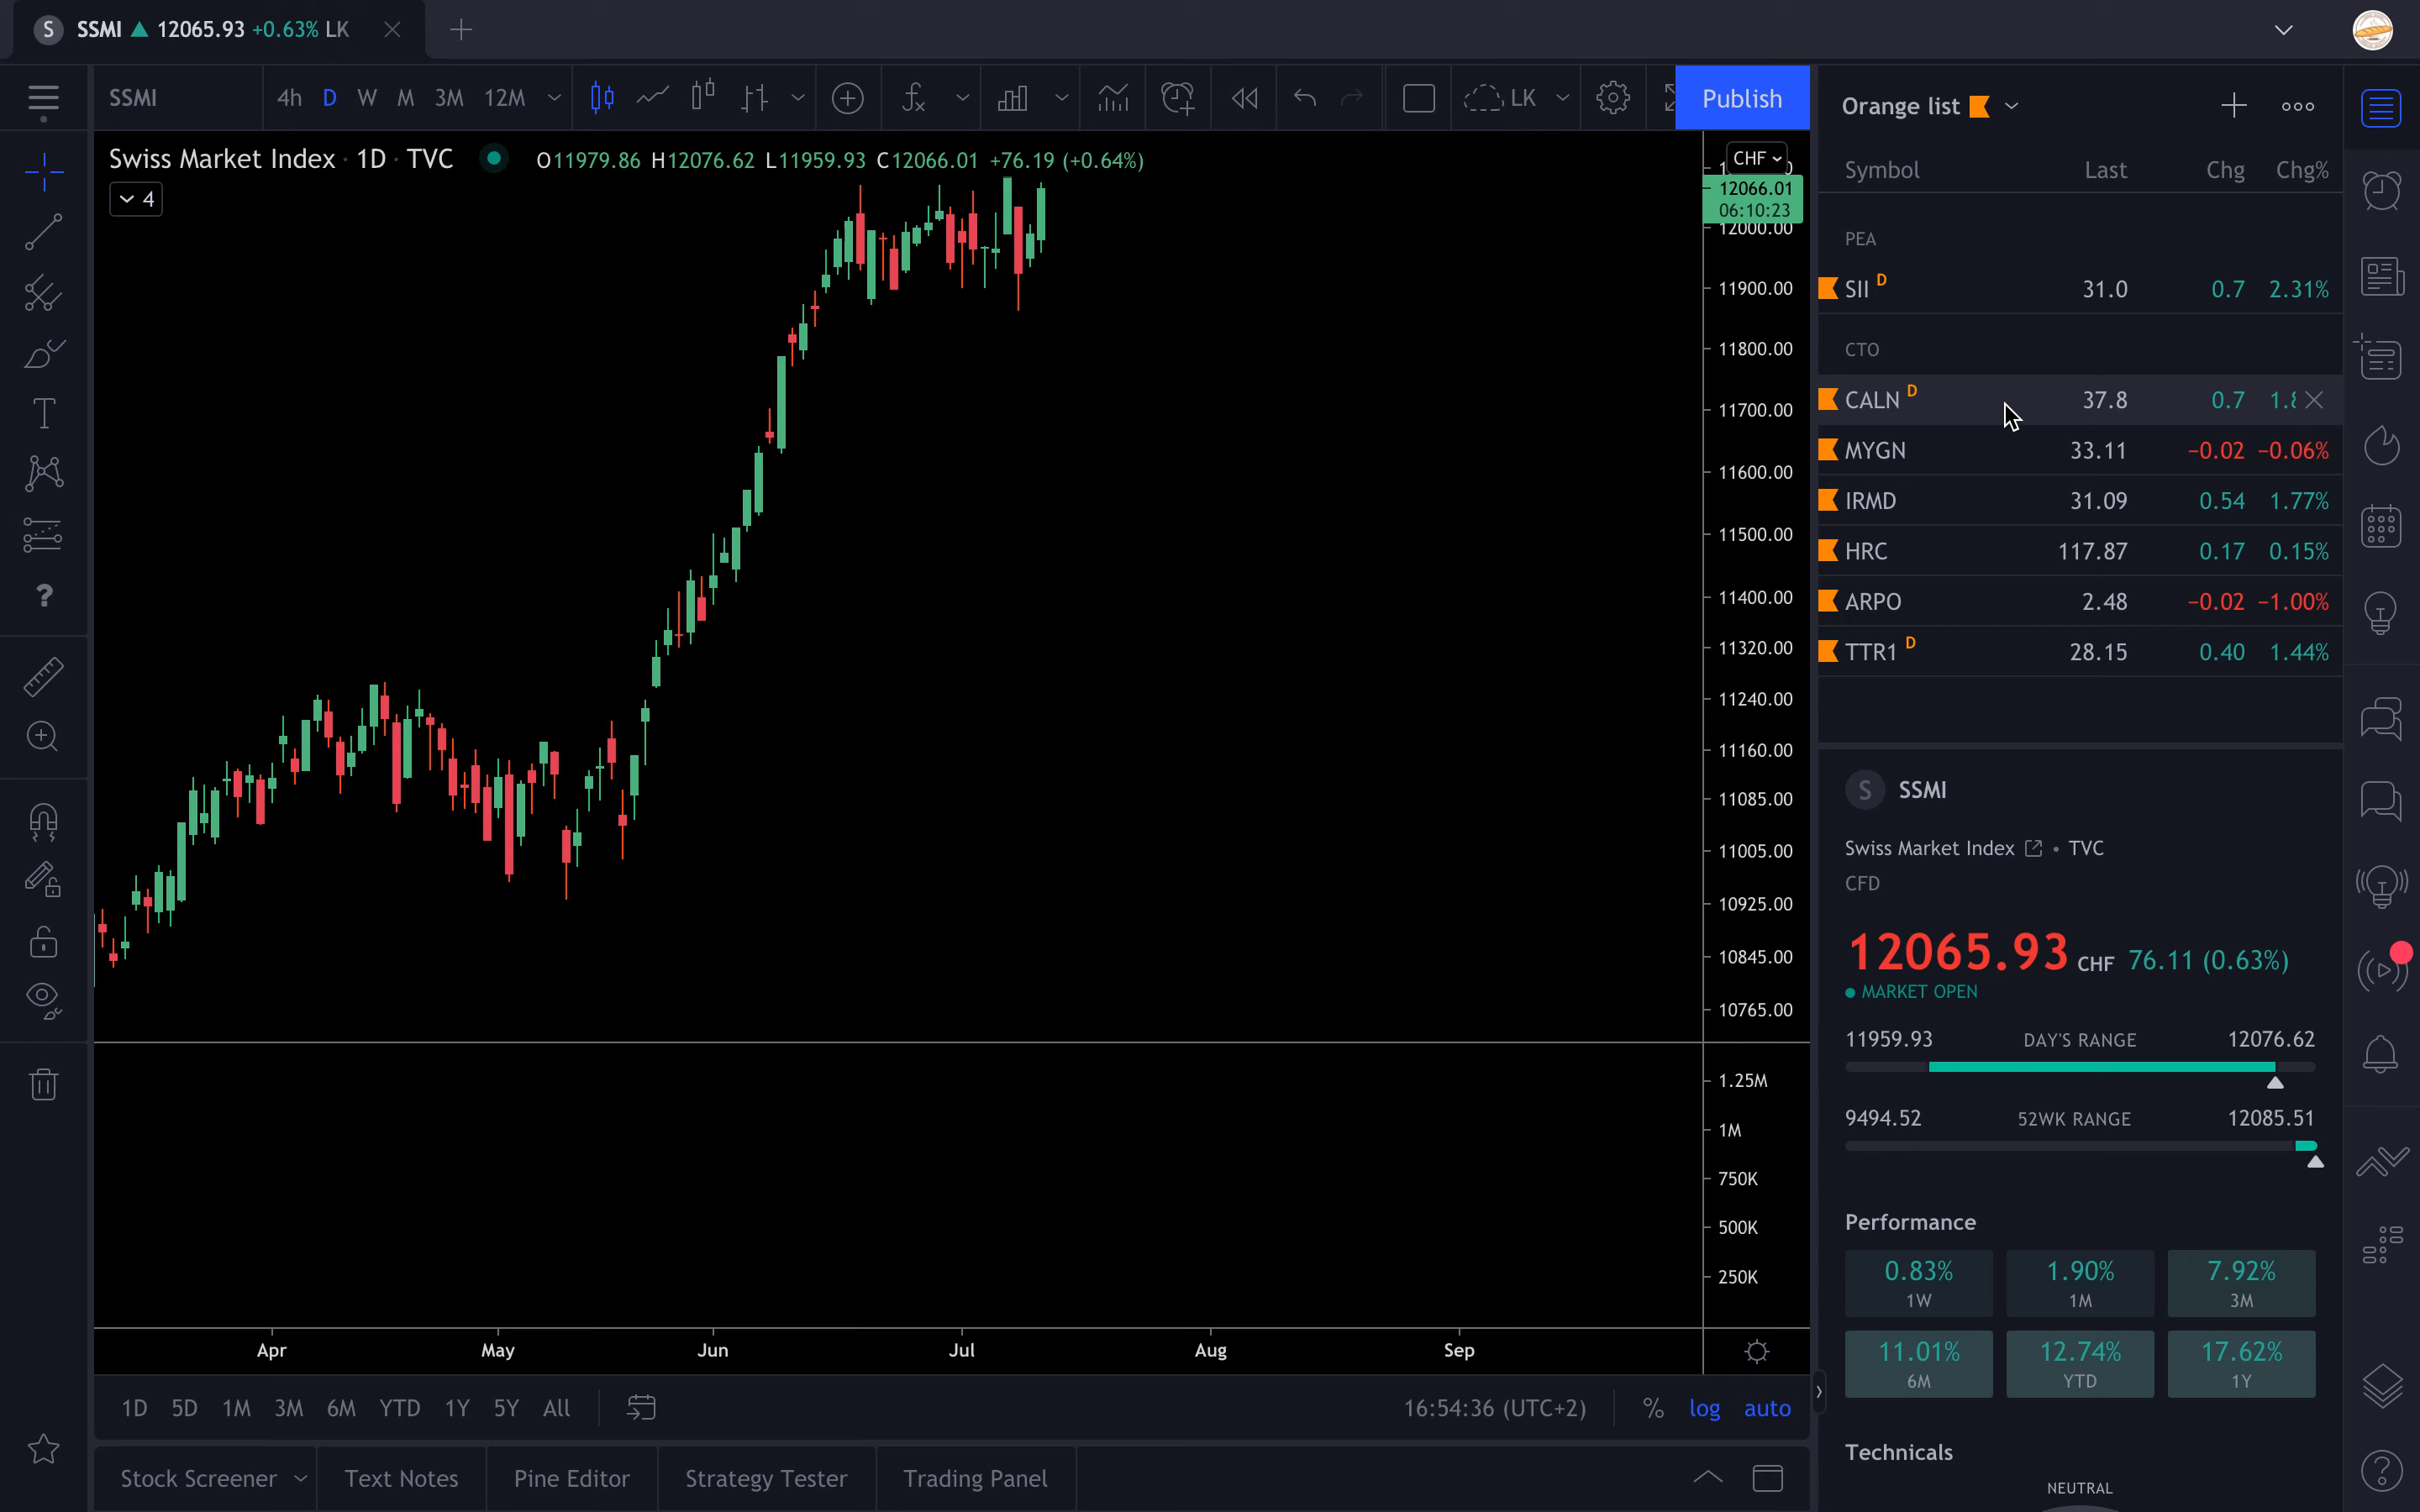 S SSMI ▲ 12065.93 +0.63% LK
SSMI 4h D W M 3M 12M LK Publish
Swiss Market Index · 1D · TVC O11979.86 H12076.62 L11959.93 C12066.01 +76.19 (+0.64%)
4
CHF
12066.01
06:10:23
12000.00
11900.00
11800.00
11700.00
11600.00
11500.00
11400.00
11320.00
11240.00
11160.00
11085.00
11005.00
10925.00
10845.00
10765.00
1.25M
1M
750K
500K
250K
Apr May Jun Jul Aug Sep
1D 5D 1M 3M 6M YTD 1Y 5Y All 16:54:36 (UTC+2) % log auto
Stock Screener Text Notes Pine Editor Strategy Tester Trading Panel
Orange list
Symbol Last Chg Chg%
PEA
SII D 31.0 0.7 2.31%
CTO
CALN D 37.8 0.7
MYGN 33.11 −0.02 −0.06%
IRMD 31.09 0.54 1.77%
HRC 117.87 0.17 0.15%
ARPO 2.48 −0.02 −1.00%
TTR1 D 28.15 0.40 1.44%
S SSMI
Swiss Market Index • TVC
CFD
12065.93 CHF 76.11 (0.63%)
MARKET OPEN
11959.93 DAY'S RANGE 12076.62
9494.52 52WK RANGE 12085.51
Performance
0.83% 1.90% 7.92%
1W 1M 3M
11.01% 12.74% 17.62%
6M YTD 1Y
Technicals
NEUTRAL